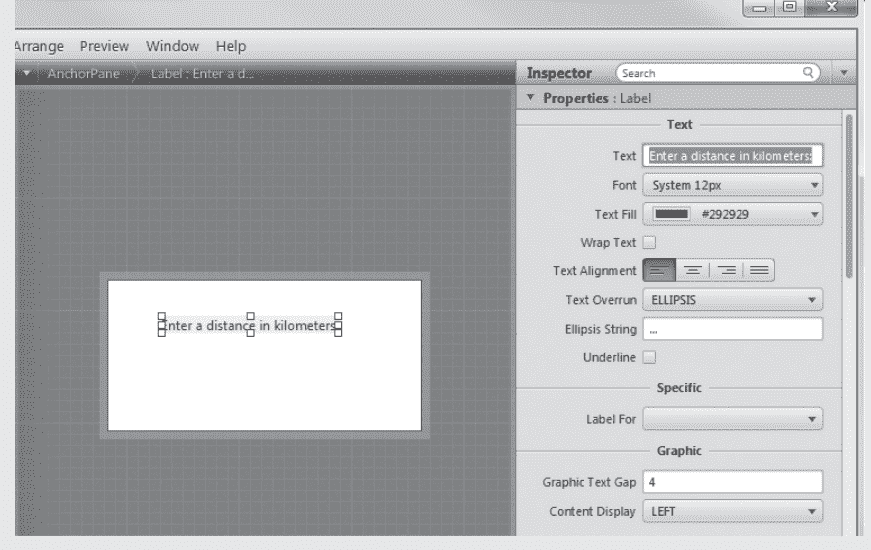 Arrange Preview Window Help
AnchorPane Label : Enter a d...
Inspector Search
Properties : Label
Text
Text Enter a distance in kilometers:
Font System 12px
Text Fill #292929
Wrap Text
Text Alignment
Text Overrun ELLIPSIS
Ellipsis String ...
Underline
Enter a distance in kilometers:
Specific
Label For
Graphic
Graphic Text Gap 4
Content Display LEFT